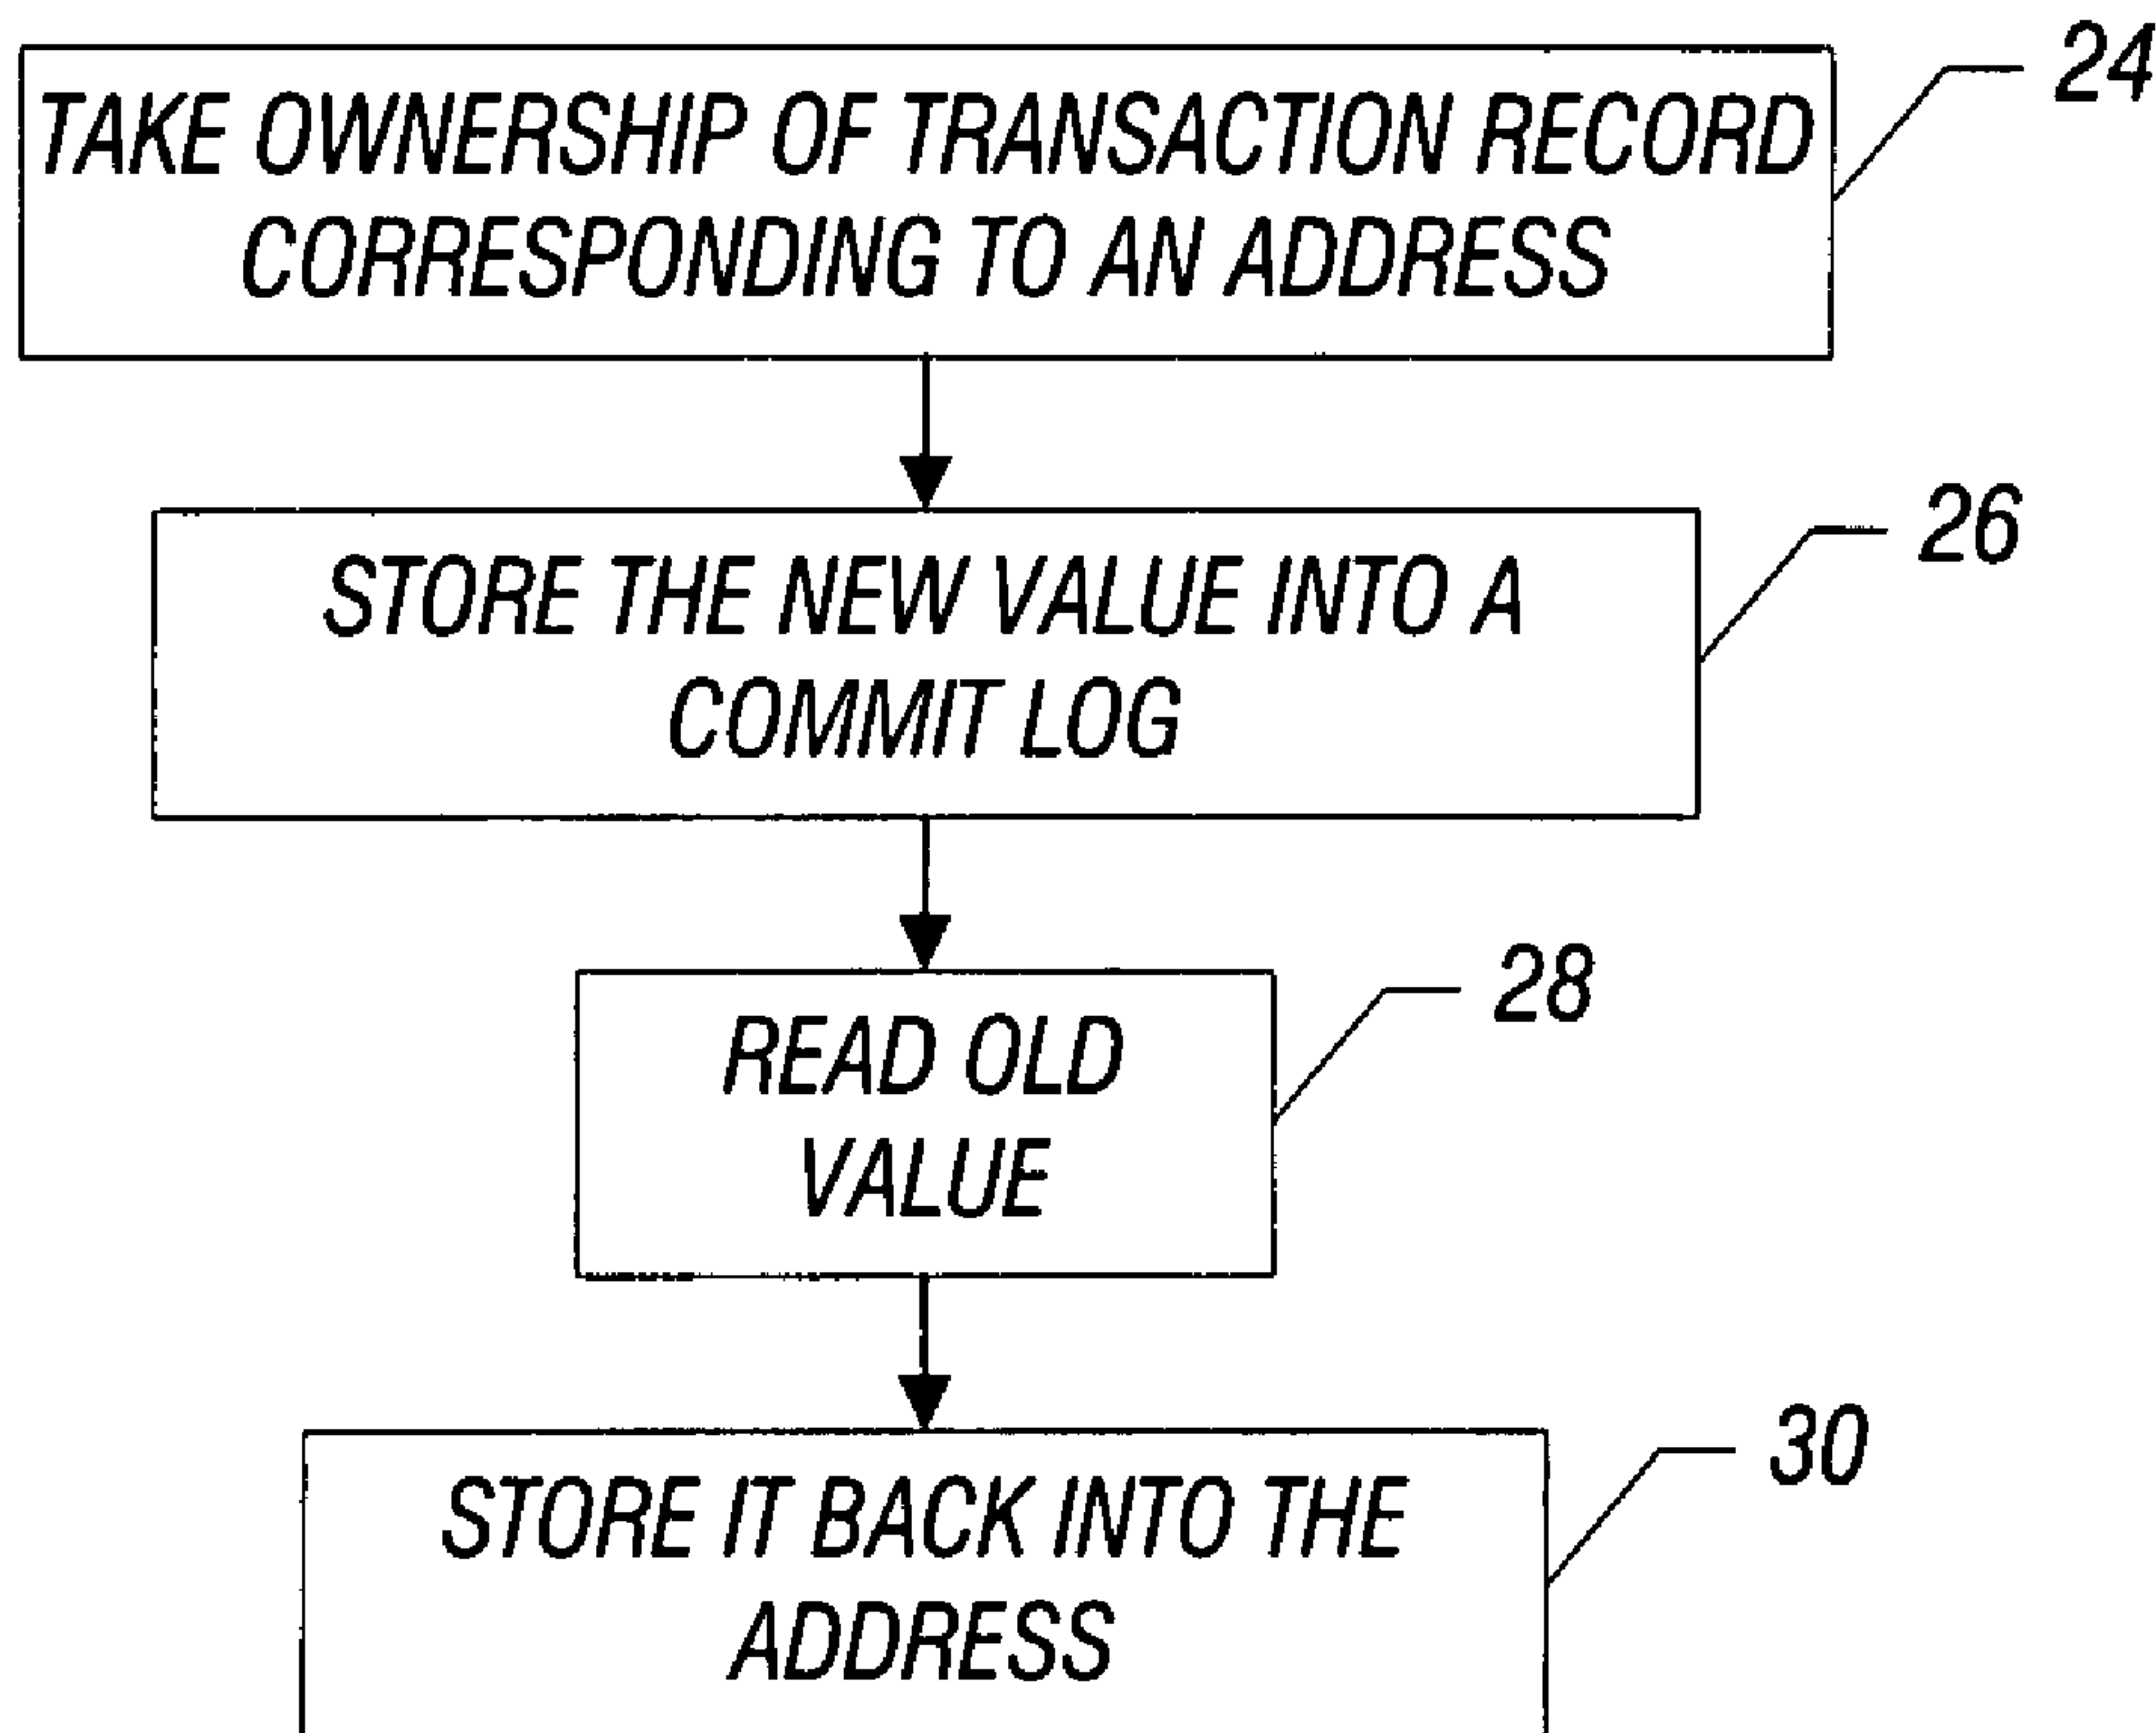 24
TAKE OWNERSHIP OF TRANSACTION RECORD
CORRESPONDING TO AN ADDRESS
26
STORE THE NEW VALUE INTO A
COMMIT LOG
28
READ OLD
VALUE
30
STORE IT BACK INTO THE
ADDRESS